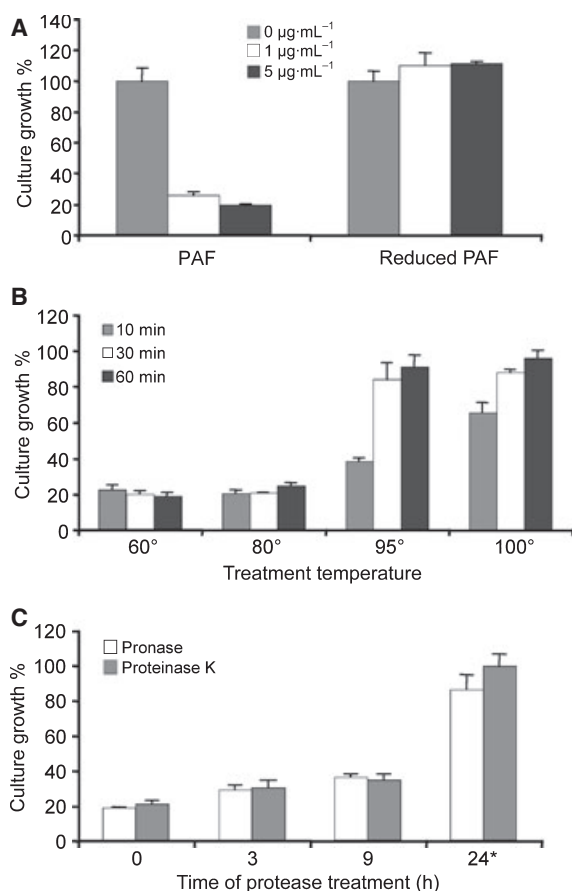 A
Culture growth %
140
120
100
80
60
40
20
0
0 µg·mL⁻¹
1 µg·mL⁻¹
5 µg·mL⁻¹
PAF Reduced PAF
B
Culture growth %
120
100
80
60
40
20
0
10 min
30 min
60 min
60° 80° 95° 100°
Treatment temperature
C
Culture growth %
120
100
80
60
40
20
0
Pronase
Proteinase K
0 3 9 24*
Time of protease treatment (h)